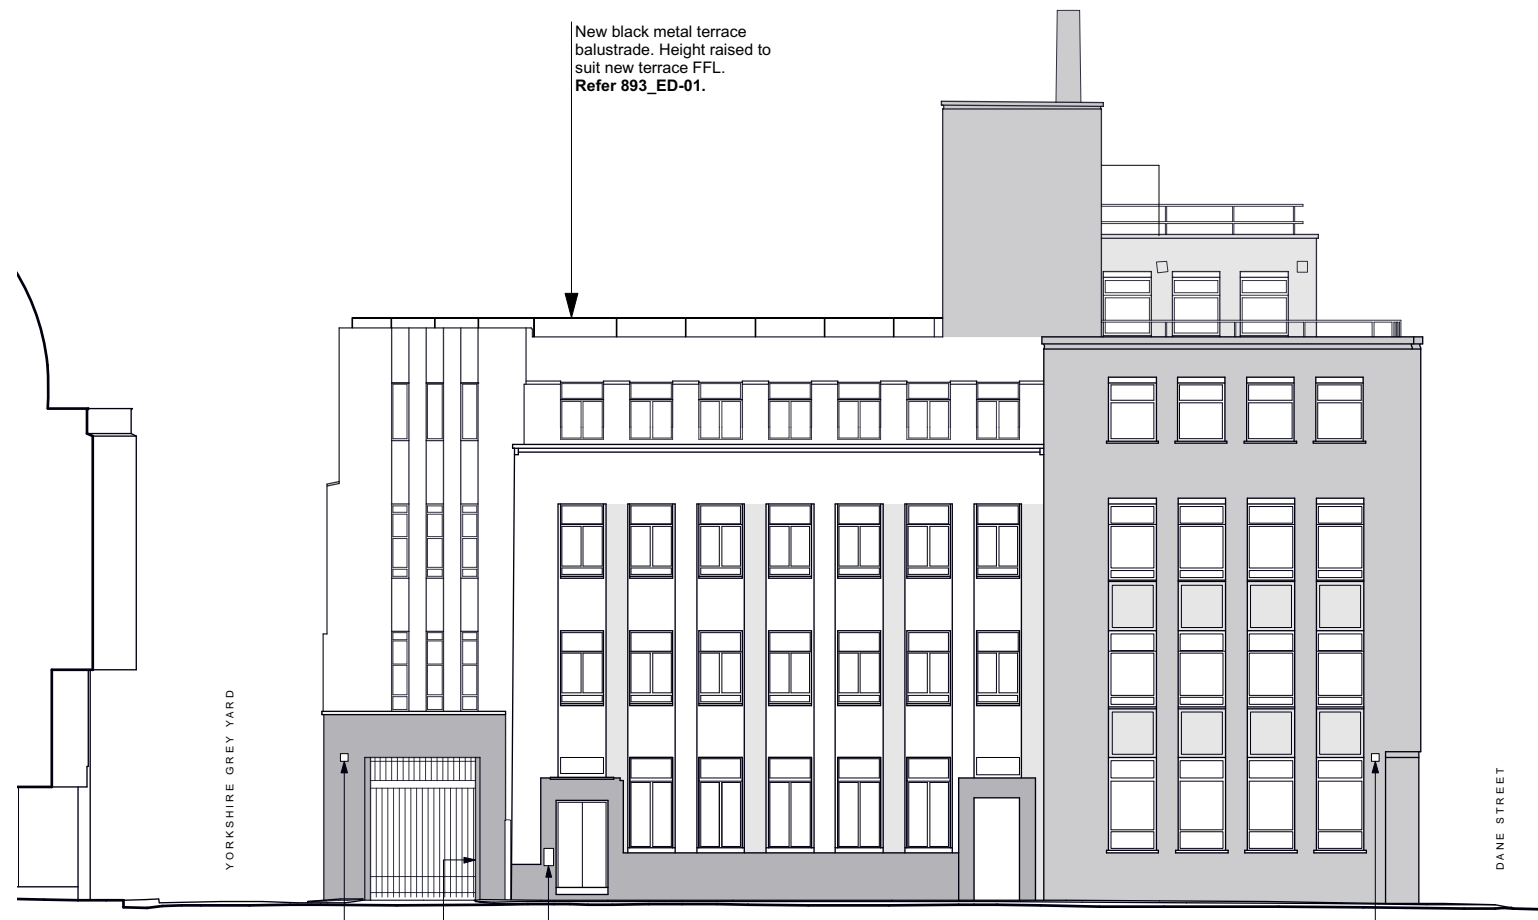 New black metal terrace
balustrade. Height raised to
suit new terrace FFL.
Refer 893_ED-01.
YORKSHIRE GREY YARD
DANE STREET